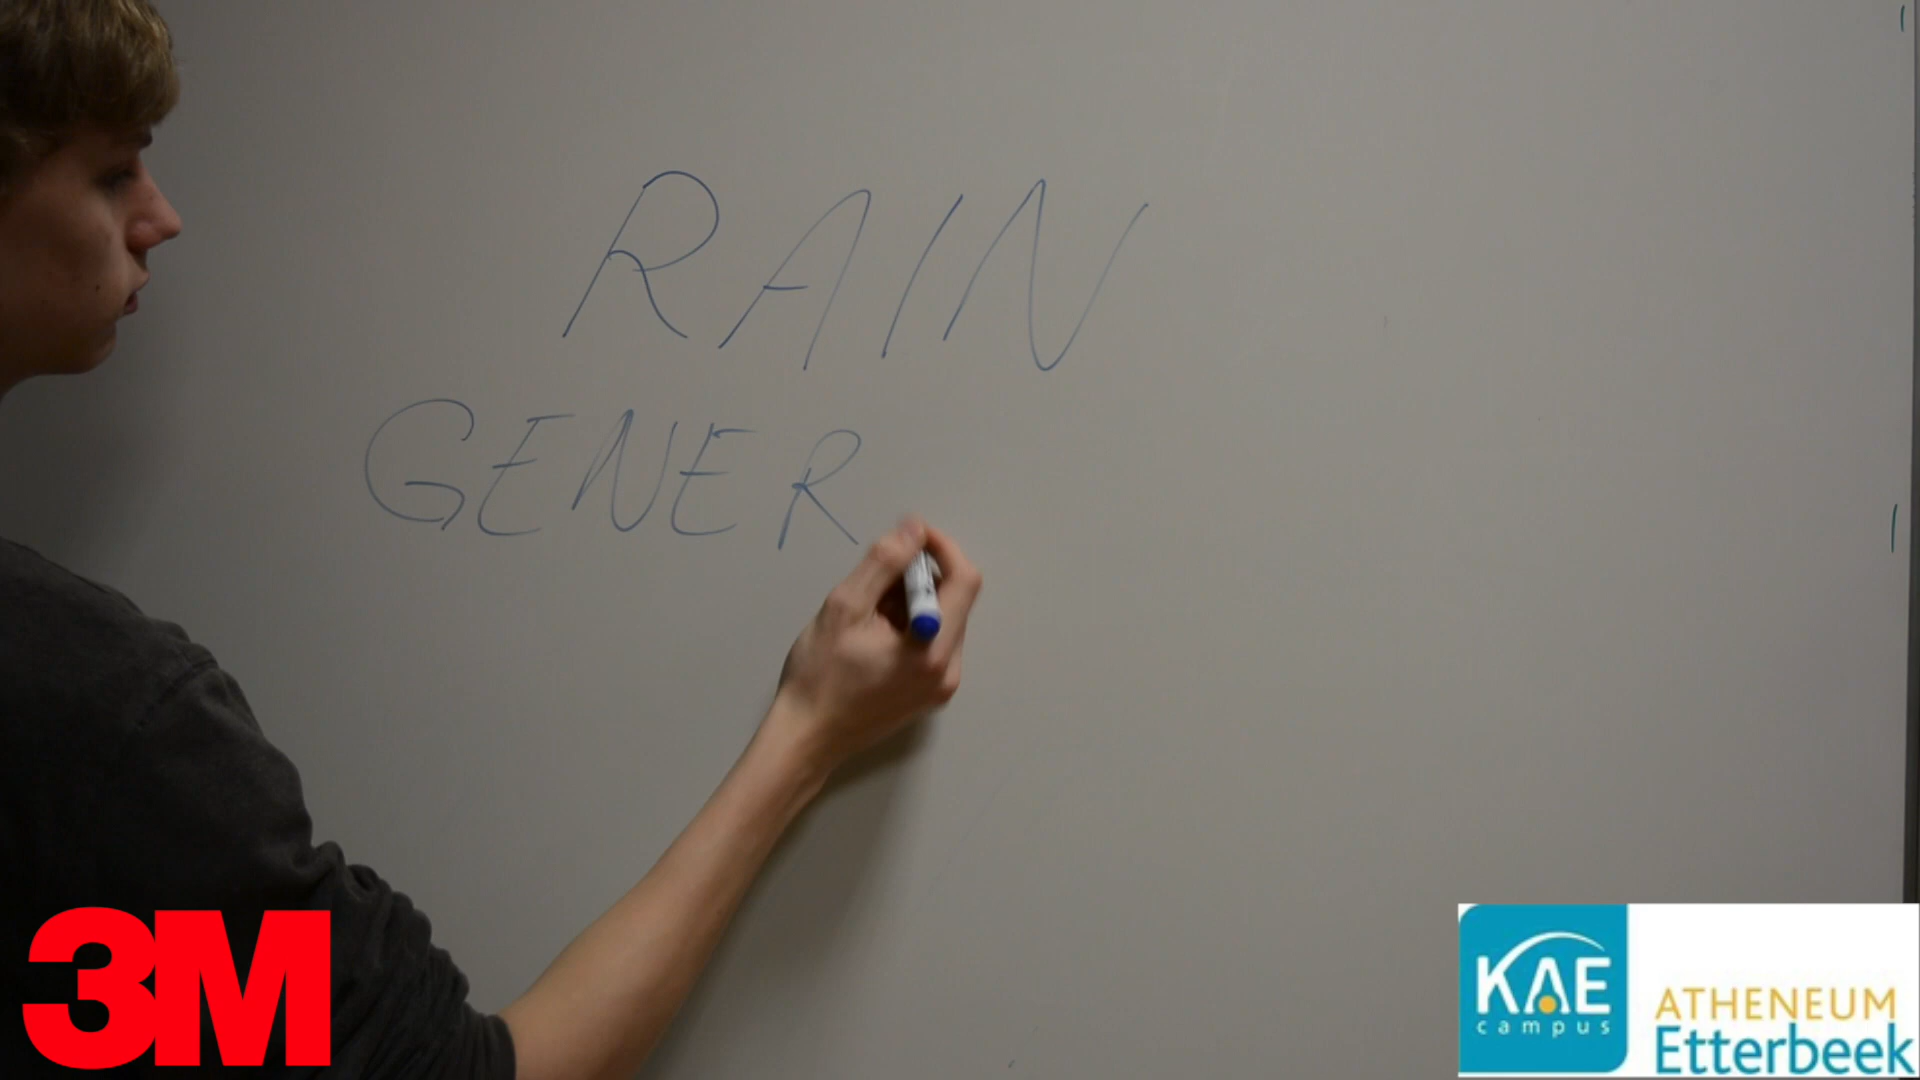 RAIN
GENER
3M
KAE
campus
ATHENEUM
Etterbeek